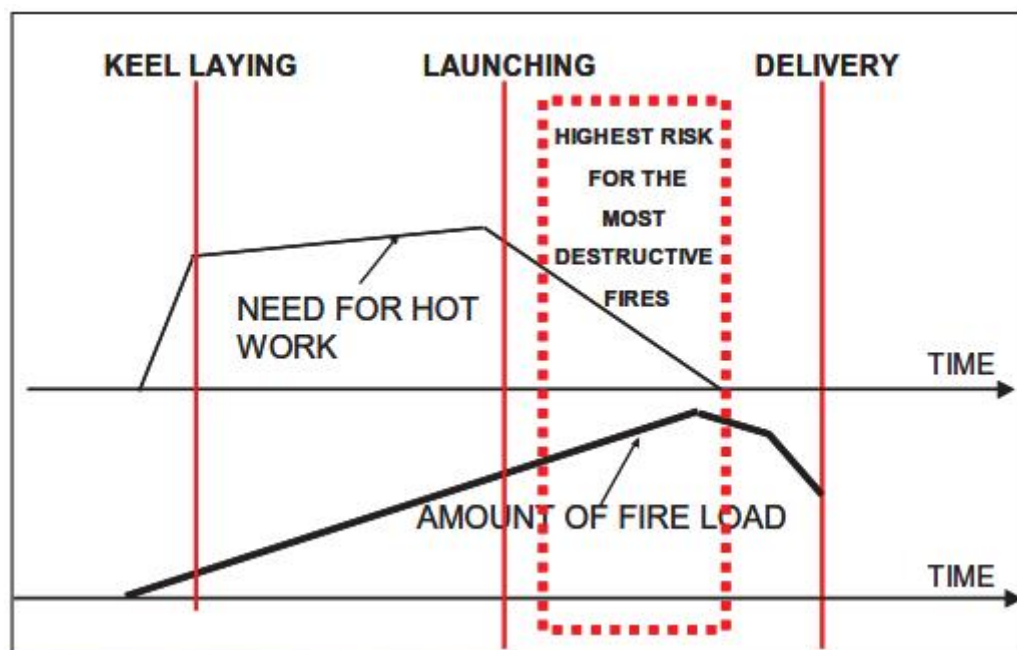 KEEL LAYING
LAUNCHING
DELIVERY
HIGHEST RISK
FOR THE
MOST
DESTRUCTIVE
FIRES
NEED FOR HOT
WORK
TIME
AMOUNT OF FIRE LOAD
TIME